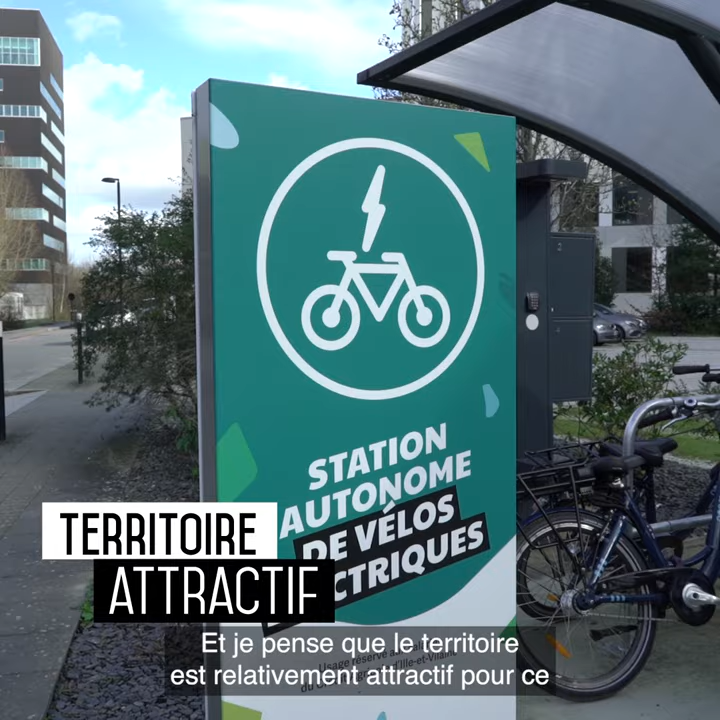 STATION
AUTONOME
DE VÉLOS
CTRIQUES
TERRITOIRE
ATTRACTIF
Et je pense que le territoire
est relativement attractif pour ce